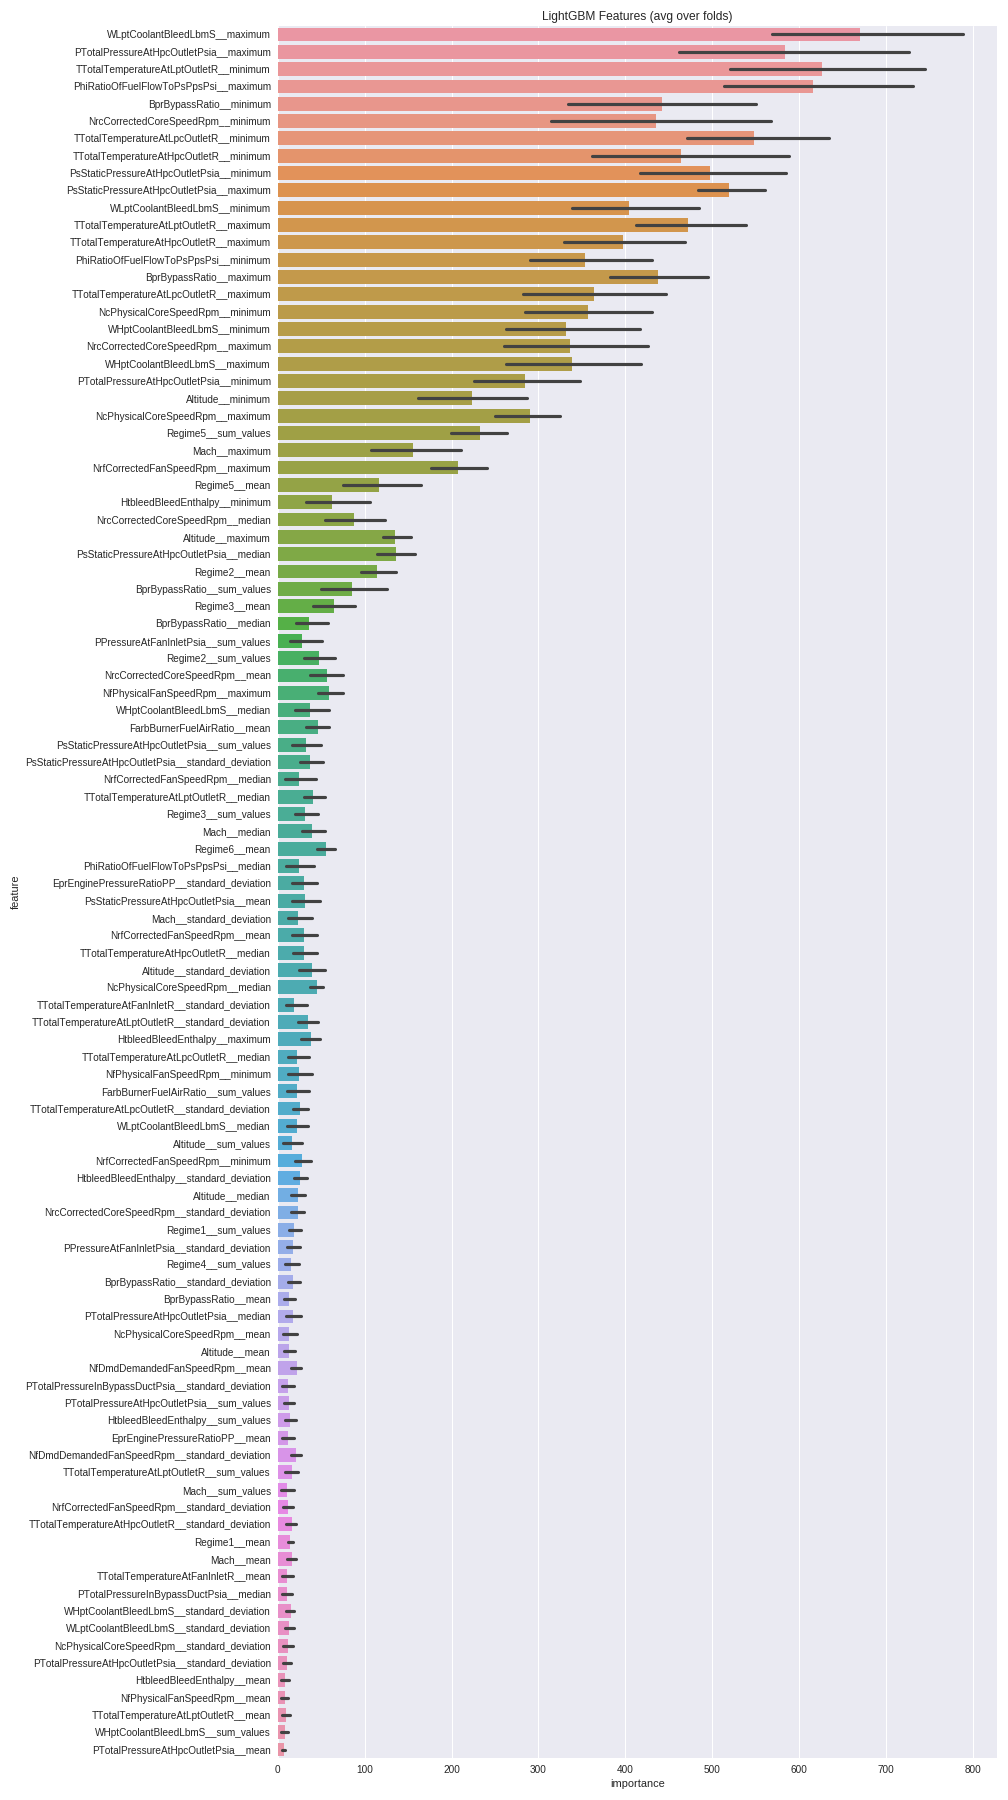 LightGBM Features (avg over folds)
WLptCoolantBleedLbmS__maximum
PTotalPressureAtHpcOutletPsia__maximum
TTotalTemperatureAtLptOutletR__minimum
PhiRatioOfFuelFlowToPsPpsPsi__maximum
BprBypassRatio__minimum
NrcCorrectedCoreSpeedRpm__minimum
TTotalTemperatureAtLpcOutletR__minimum
TTotalTemperatureAtHpcOutletR__minimum
PsStaticPressureAtHpcOutletPsia__minimum
PsStaticPressureAtHpcOutletPsia__maximum
WLptCoolantBleedLbmS__minimum
TTotalTemperatureAtLptOutletR__maximum
TTotalTemperatureAtHpcOutletR__maximum
PhiRatioOfFuelFlowToPsPpsPsi__minimum
BprBypassRatio__maximum
TTotalTemperatureAtLpcOutletR__maximum
NcPhysicalCoreSpeedRpm__minimum
WHptCoolantBleedLbmS__minimum
NrcCorrectedCoreSpeedRpm__maximum
WHptCoolantBleedLbmS__maximum
PTotalPressureAtHpcOutletPsia__minimum
Altitude__minimum
NcPhysicalCoreSpeedRpm__maximum
Regime5__sum_values
Mach__maximum
NrfCorrectedFanSpeedRpm__maximum
Regime5__mean
HtbleedBleedEnthalpy__minimum
NrcCorrectedCoreSpeedRpm__median
Altitude__maximum
PsStaticPressureAtHpcOutletPsia__median
Regime2__mean
BprBypassRatio__sum_values
Regime3__mean
BprBypassRatio__median
PPressureAtFanInletPsia__sum_values
Regime2__sum_values
NrcCorrectedCoreSpeedRpm__mean
NfPhysicalFanSpeedRpm__maximum
WHptCoolantBleedLbmS__median
FarbBurnerFuelAirRatio__mean
PsStaticPressureAtHpcOutletPsia__sum_values
PsStaticPressureAtHpcOutletPsia__standard_deviation
NrfCorrectedFanSpeedRpm__median
TTotalTemperatureAtLptOutletR__median
Regime3__sum_values
Mach__median
Regime6__mean
PhiRatioOfFuelFlowToPsPpsPsi__median
EprEnginePressureRatioPP__standard_deviation
PsStaticPressureAtHpcOutletPsia__mean
Mach__standard_deviation
NrfCorrectedFanSpeedRpm__mean
TTotalTemperatureAtHpcOutletR__median
Altitude__standard_deviation
NcPhysicalCoreSpeedRpm__median
TTotalTemperatureAtFanInletR__standard_deviation
TTotalTemperatureAtLptOutletR__standard_deviation
HtbleedBleedEnthalpy__maximum
TTotalTemperatureAtLpcOutletR__median
NfPhysicalFanSpeedRpm__minimum
FarbBurnerFuelAirRatio__sum_values
TTotalTemperatureAtLpcOutletR__standard_deviation
WLptCoolantBleedLbmS__median
Altitude__sum_values
NrfCorrectedFanSpeedRpm__minimum
HtbleedBleedEnthalpy__standard_deviation
Altitude__median
NrcCorrectedCoreSpeedRpm__standard_deviation
Regime1__sum_values
PPressureAtFanInletPsia__standard_deviation
Regime4__sum_values
BprBypassRatio__standard_deviation
BprBypassRatio__mean
PTotalPressureAtHpcOutletPsia__median
NcPhysicalCoreSpeedRpm__mean
Altitude__mean
NfDmdDemandedFanSpeedRpm__mean
PTotalPressureInBypassDuctPsia__standard_deviation
PTotalPressureAtHpcOutletPsia__sum_values
HtbleedBleedEnthalpy__sum_values
EprEnginePressureRatioPP__mean
NfDmdDemandedFanSpeedRpm__standard_deviation
TTotalTemperatureAtLptOutletR__sum_values
Mach__sum_values
NrfCorrectedFanSpeedRpm__standard_deviation
TTotalTemperatureAtHpcOutletR__standard_deviation
Regime1__mean
Mach__mean
TTotalTemperatureAtFanInletR__mean
PTotalPressureInBypassDuctPsia__median
WHptCoolantBleedLbmS__standard_deviation
WLptCoolantBleedLbmS__standard_deviation
NcPhysicalCoreSpeedRpm__standard_deviation
PTotalPressureAtHpcOutletPsia__standard_deviation
HtbleedBleedEnthalpy__mean
NfPhysicalFanSpeedRpm__mean
TTotalTemperatureAtLptOutletR__mean
WHptCoolantBleedLbmS__sum_values
PTotalPressureAtHpcOutletPsia__mean
feature
0 100 200 300 400 500 600 700 800
importance